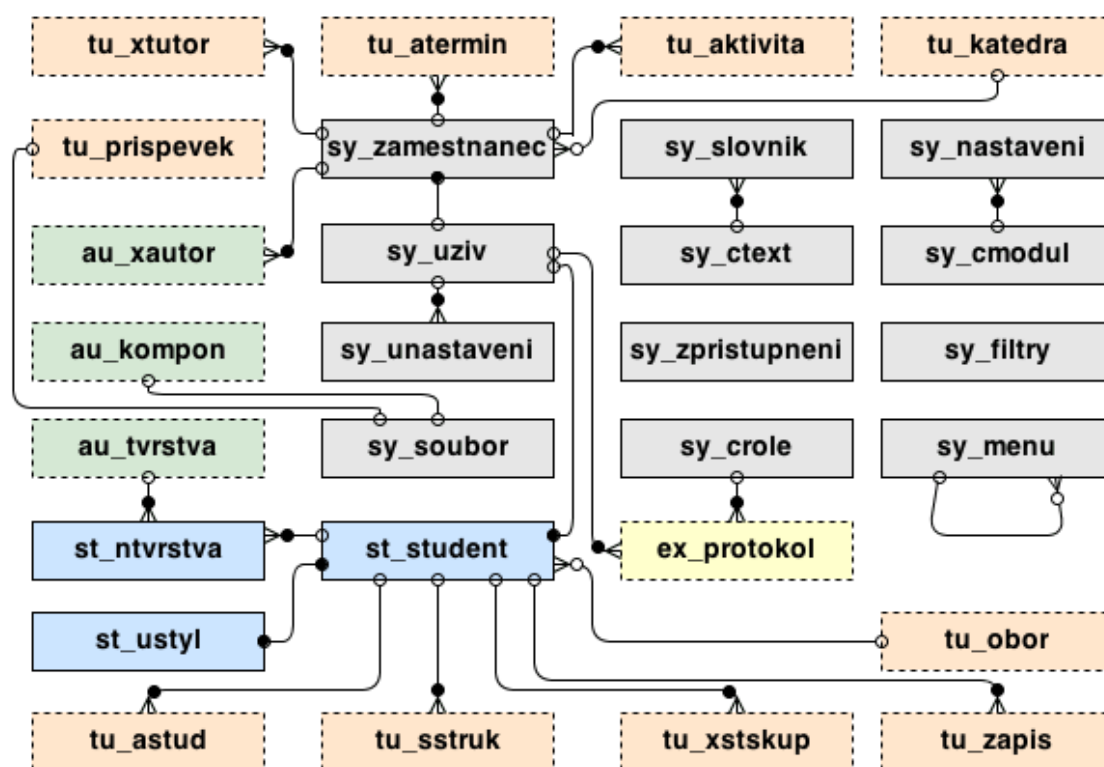 tu_xtutor
tu_atermin
tu_aktivita
tu_katedra
tu_prispevek
sy_zamestnanec
sy_slovnik
sy_nastaveni
au_xautor
sy_uziv
sy_ctext
sy_cmodul
au_kompon
sy_unastaveni
sy_zpristupneni
sy_filtry
au_tvrstva
sy_soubor
sy_crole
sy_menu
st_ntvrstva
st_student
ex_protokol
st_ustyl
tu_obor
tu_astud
tu_sstruk
tu_xstskup
tu_zapis